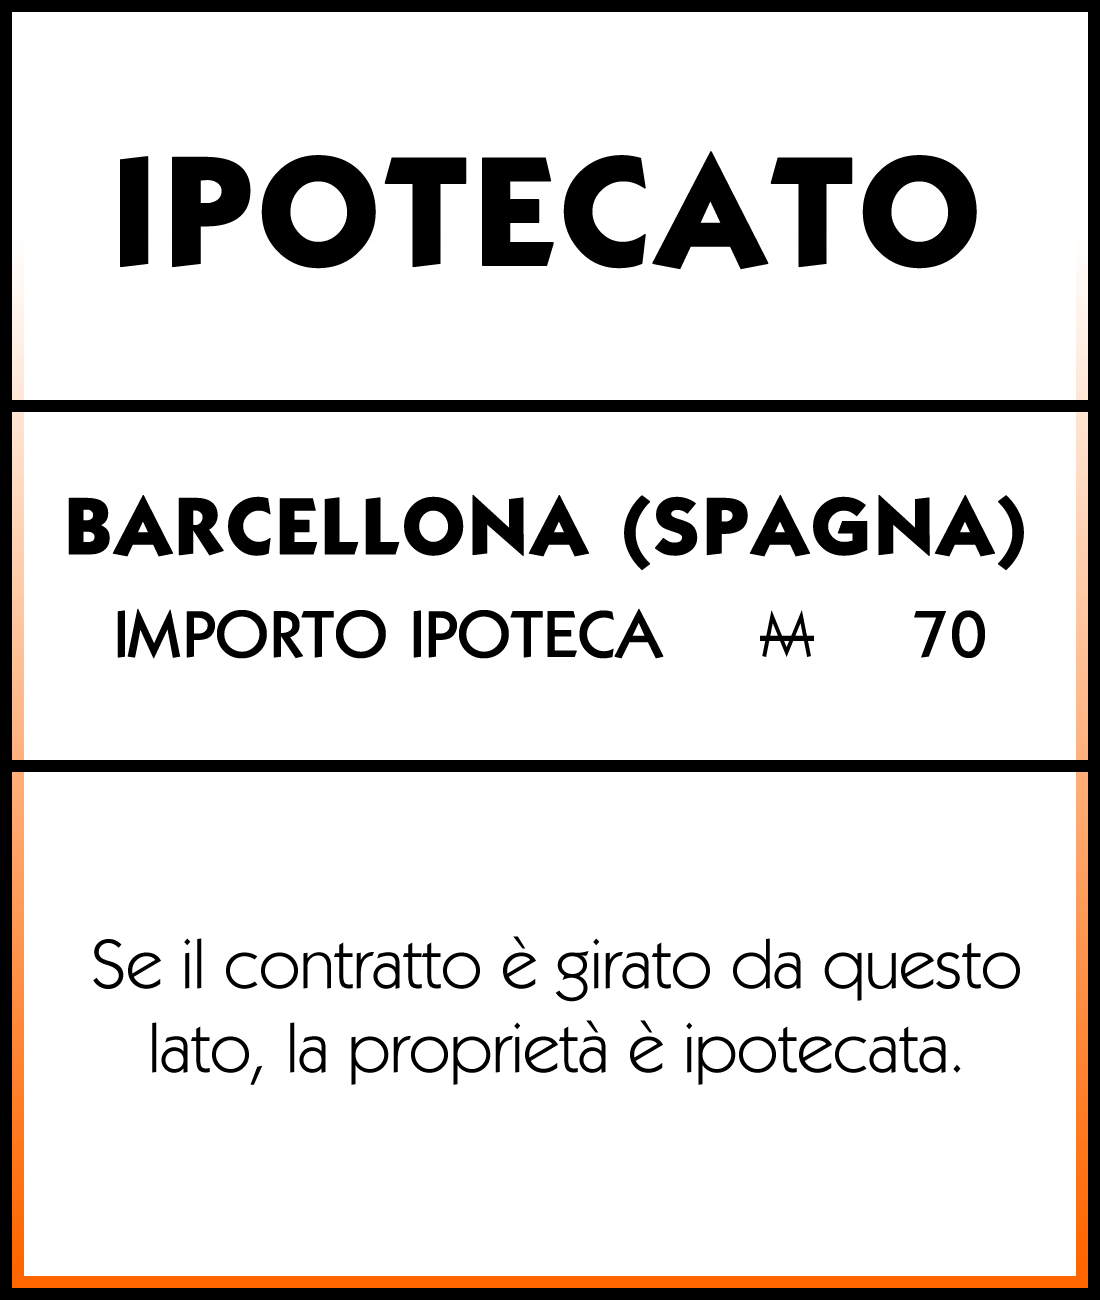 IPOTECATO
BARCELLONA (SPAGNA)
IMPORTO IPOTECA M 70
Se il contratto è girato da questo
lato, la proprietà è ipotecata.